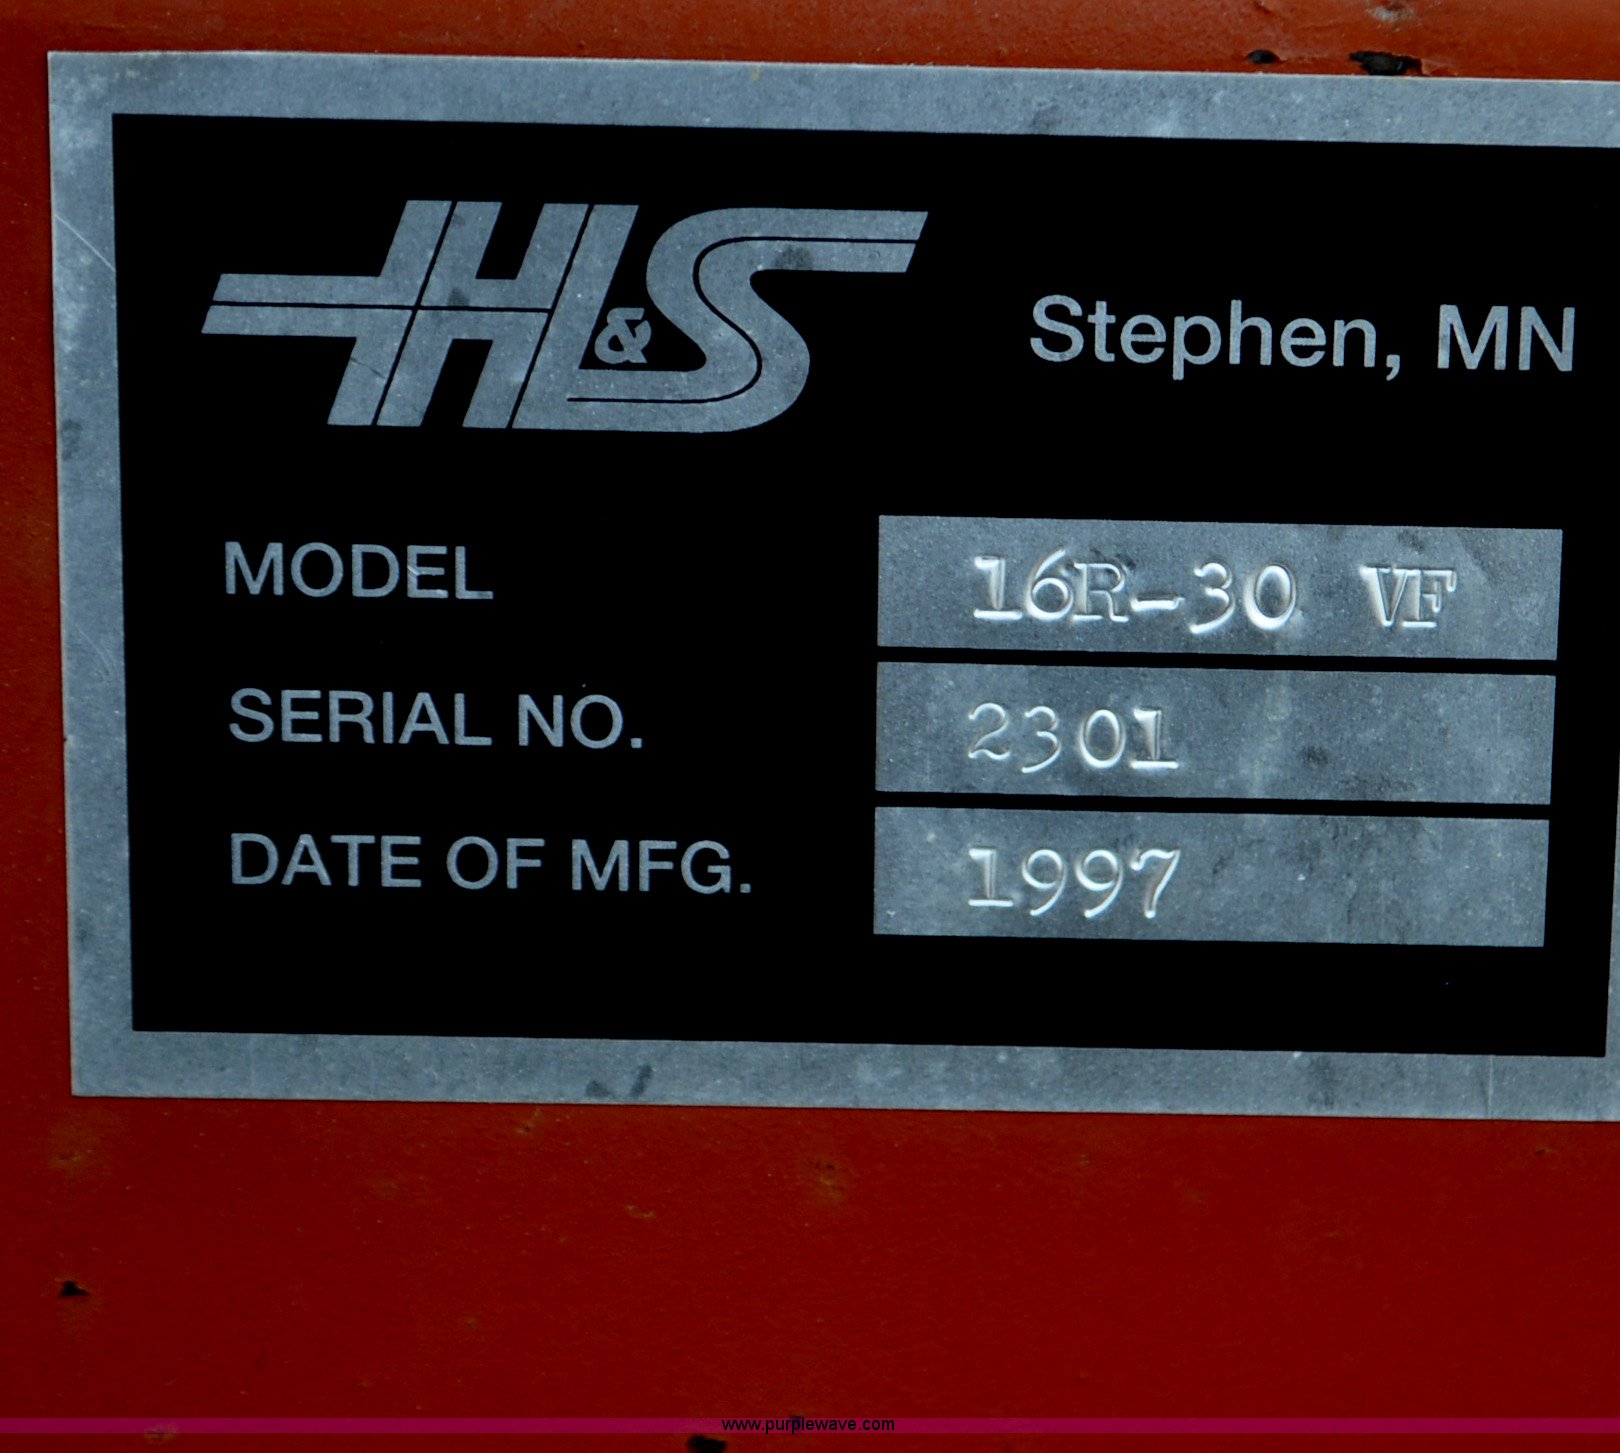 H&S
Stephen, MN
MODEL 16R-30 VF
SERIAL NO. 2301
DATE OF MFG. 1997
www.purplewave.com